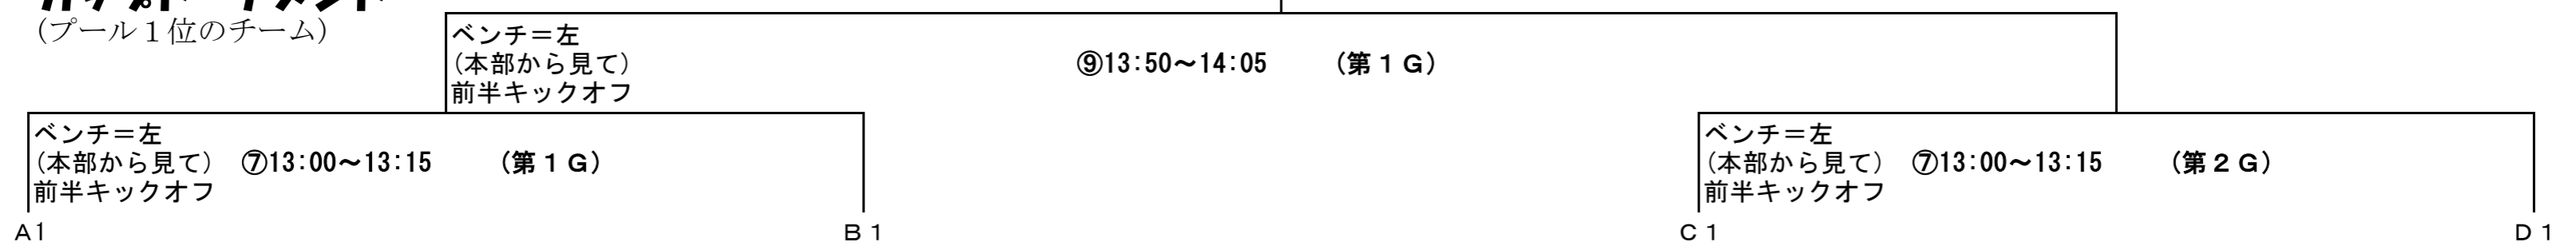 (プール１位のチーム)
ベンチ＝左
(本部から見て)
前半キックオフ
⑨13:50～14:05 (第１Ｇ)
ベンチ＝左
(本部から見て) ⑦13:00～13:15 (第１Ｇ)
前半キックオフ
ベンチ＝左
(本部から見て) ⑦13:00～13:15 (第２Ｇ)
前半キックオフ
Ａ1 Ｂ１ Ｃ１ Ｄ１